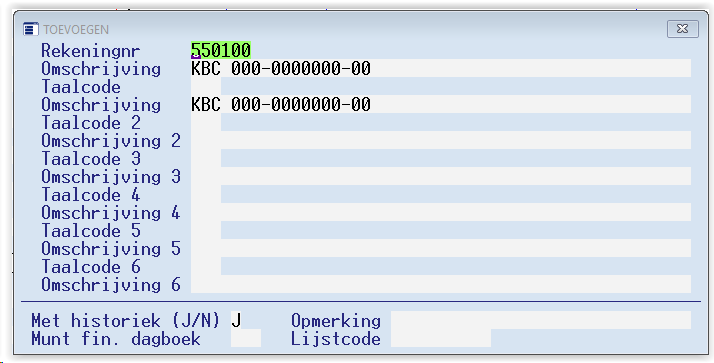 TOEVOEGEN
Rekeningnr 550100
Omschrijving KBC 000-0000000-00
Taalcode
Omschrijving KBC 000-0000000-00
Taalcode 2
Omschrijving 2
Taalcode 3
Omschrijving 3
Taalcode 4
Omschrijving 4
Taalcode 5
Omschrijving 5
Taalcode 6
Omschrijving 6
Met historiek (J/N) J Opmerking
Munt fin. dagboek Lijstcode